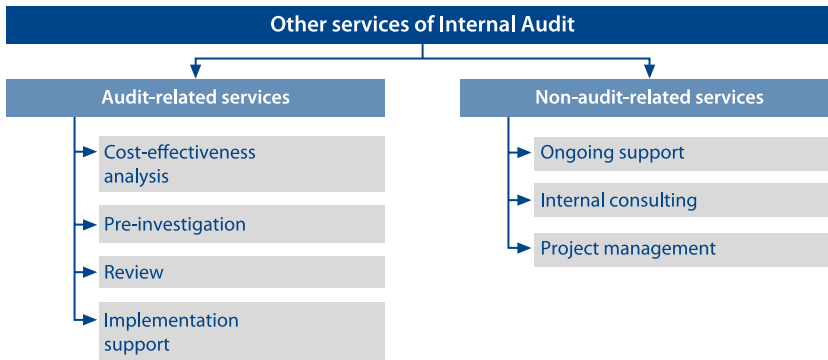 Other services of Internal Audit
Audit-related services
Cost-effectiveness
analysis
Pre-investigation
Review
Implementation
support
Non-audit-related services
Ongoing support
Internal consulting
Project management